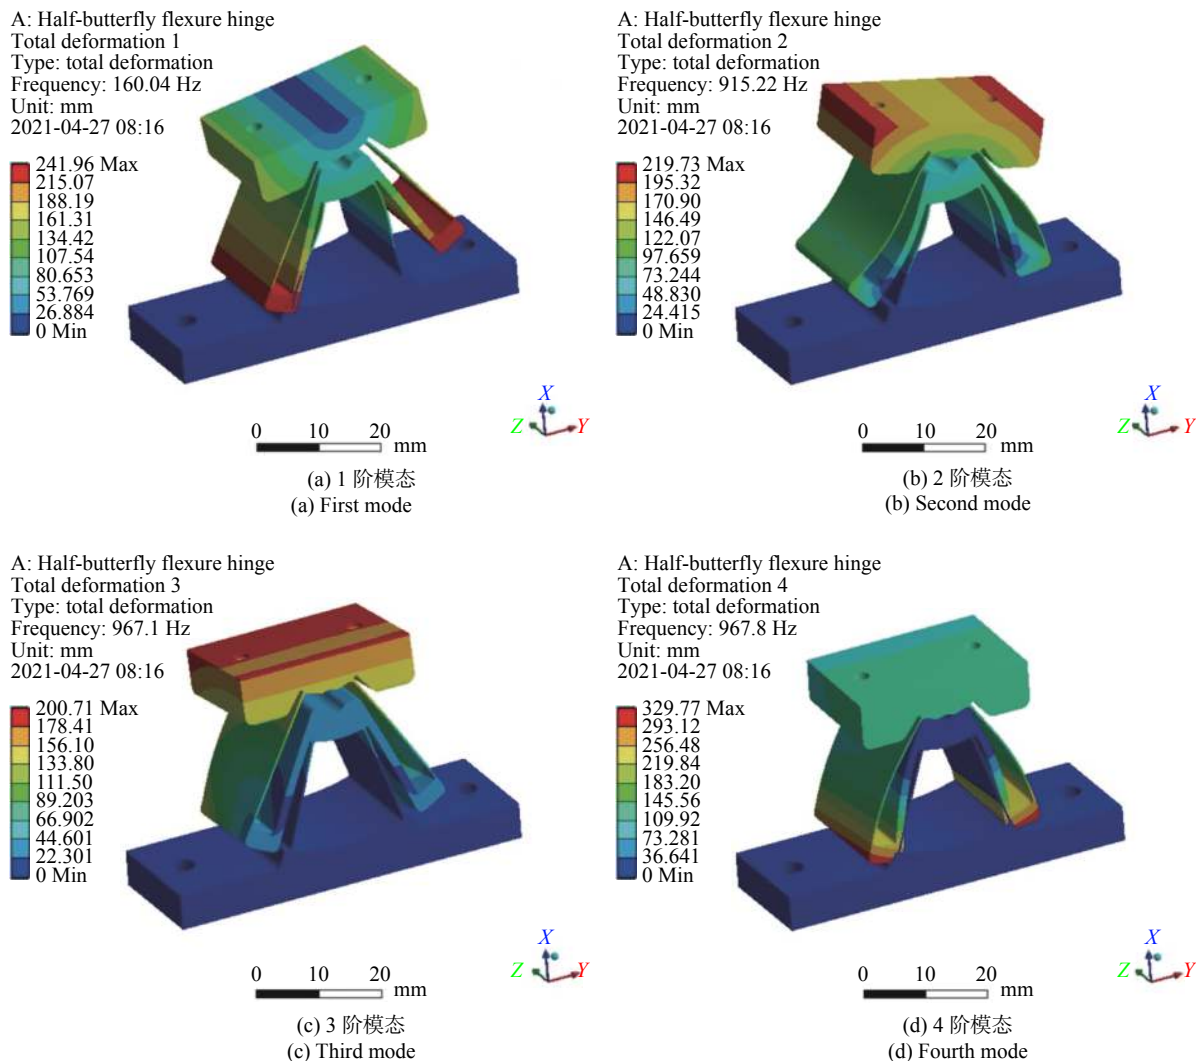 A: Half-butterfly flexure hinge
Total deformation 1
Type: total deformation
Frequency: 160.04 Hz
Unit: mm
2021-04-27 08:16
241.96 Max
215.07
188.19
161.31
134.42
107.54
80.653
53.769
26.884
0 Min
0 10 20 mm
X
Z
Y
(a) 1 阶模态
(a) First mode
A: Half-butterfly flexure hinge
Total deformation 2
Type: total deformation
Frequency: 915.22 Hz
Unit: mm
2021-04-27 08:16
219.73 Max
195.32
170.90
146.49
122.07
97.659
73.244
48.830
24.415
0 Min
0 10 20 mm
X
Z
Y
(b) 2 阶模态
(b) Second mode
A: Half-butterfly flexure hinge
Total deformation 3
Type: total deformation
Frequency: 967.1 Hz
Unit: mm
2021-04-27 08:16
200.71 Max
178.41
156.10
133.80
111.50
89.203
66.902
44.601
22.301
0 Min
0 10 20 mm
X
Z
Y
(c) 3 阶模态
(c) Third mode
A: Half-butterfly flexure hinge
Total deformation 4
Type: total deformation
Frequency: 967.8 Hz
Unit: mm
2021-04-27 08:16
329.77 Max
293.12
256.48
219.84
183.20
145.56
109.92
73.281
36.641
0 Min
0 10 20 mm
X
Z
Y
(d) 4 阶模态
(d) Fourth mode